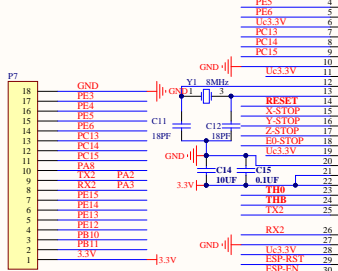 PE5 4
PE6 5
Uc3.3V 6
PC13 7
PC14 8
PC15 9
GND 10
Uc3.3V 11
12
13
RESET 14
X-STOP 15
Y-STOP 16
Z-STOP 17
E0-STOP 18
Uc3.3V 19
20
21
22
TH0 23
THB 24
TX2 25
RX2 26
GND 27
Uc3.3V 28
ESP-RST 29
ESP-EN 30
Y1 8MHz
1 3
C11
18PF
C12
18PF
GND
C14
10UF
C15
0.1UF
3.3V
P7
18 GND GND
17 PE3
16 PE4
15 PE5
14 PE6
13 PC13
12 PC14
11 PC15
10 PA8
9 TX2 PA2
8 RX2 PA3
7 PE15
6 PE14
5 PE13
4 PE12
3 PB10
2 PB11
1 3.3V 3.3V